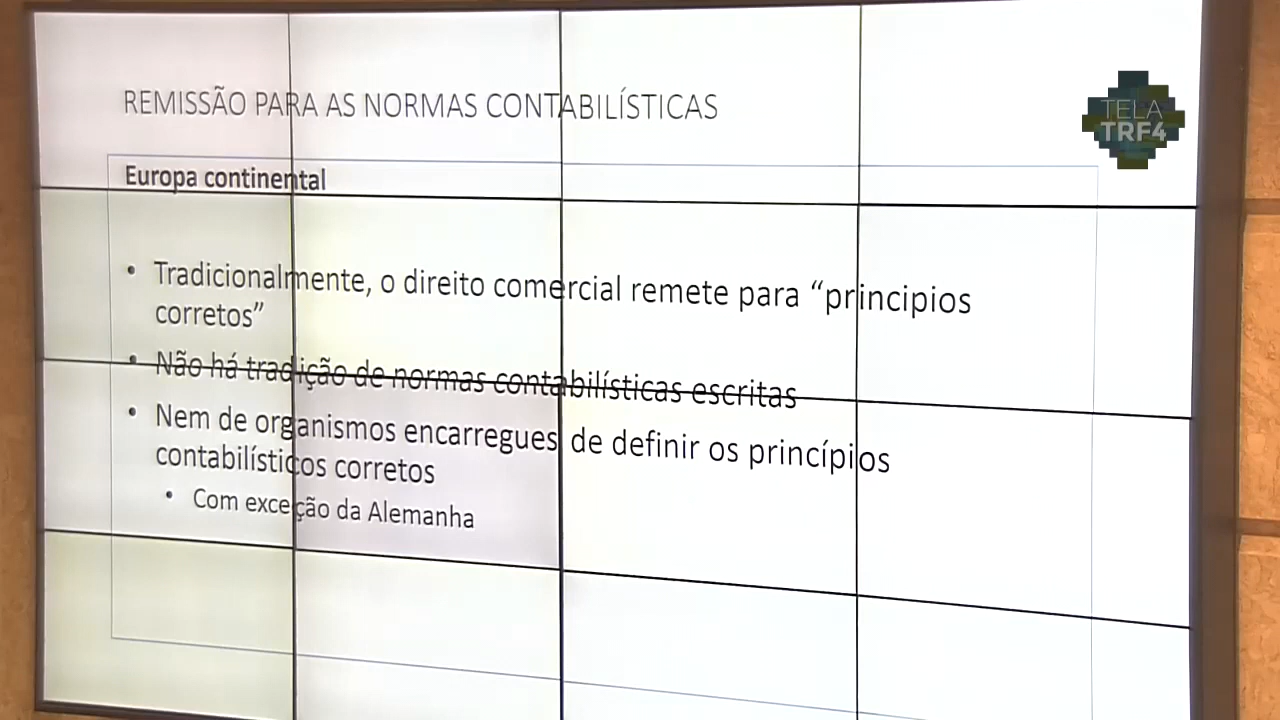 REMISSÃO PARA AS NORMAS CONTABILÍSTICAS
TELA
TRF4
Europa continental
• Tradicionalmente, o direito comercial remete para “principios
corretos”
• Não há tradição de normas contabilísticas escritas
• Nem de organismos encarregues de definir os princípios
contabilísticos corretos
• Com exceção da Alemanha